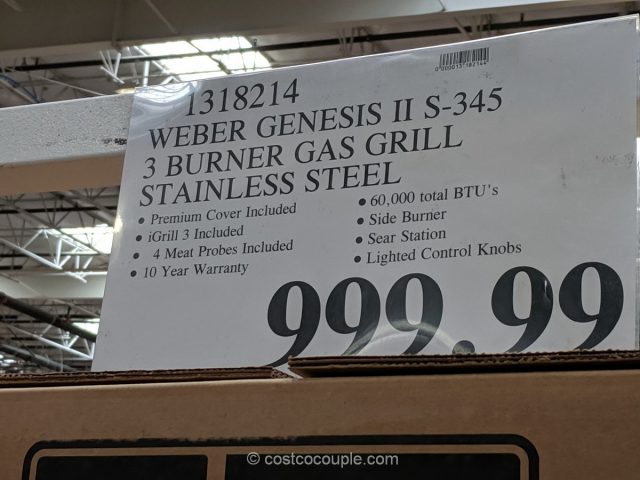 0000013182144
1318214
WEBER GENESIS II S-345
3 BURNER GAS GRILL
STAINLESS STEEL
• Premium Cover Included
• iGrill 3 Included
• 4 Meat Probes Included
• 10 Year Warranty
• 60,000 total BTU's
• Side Burner
• Sear Station
• Lighted Control Knobs
999.99
© costcocouple.com